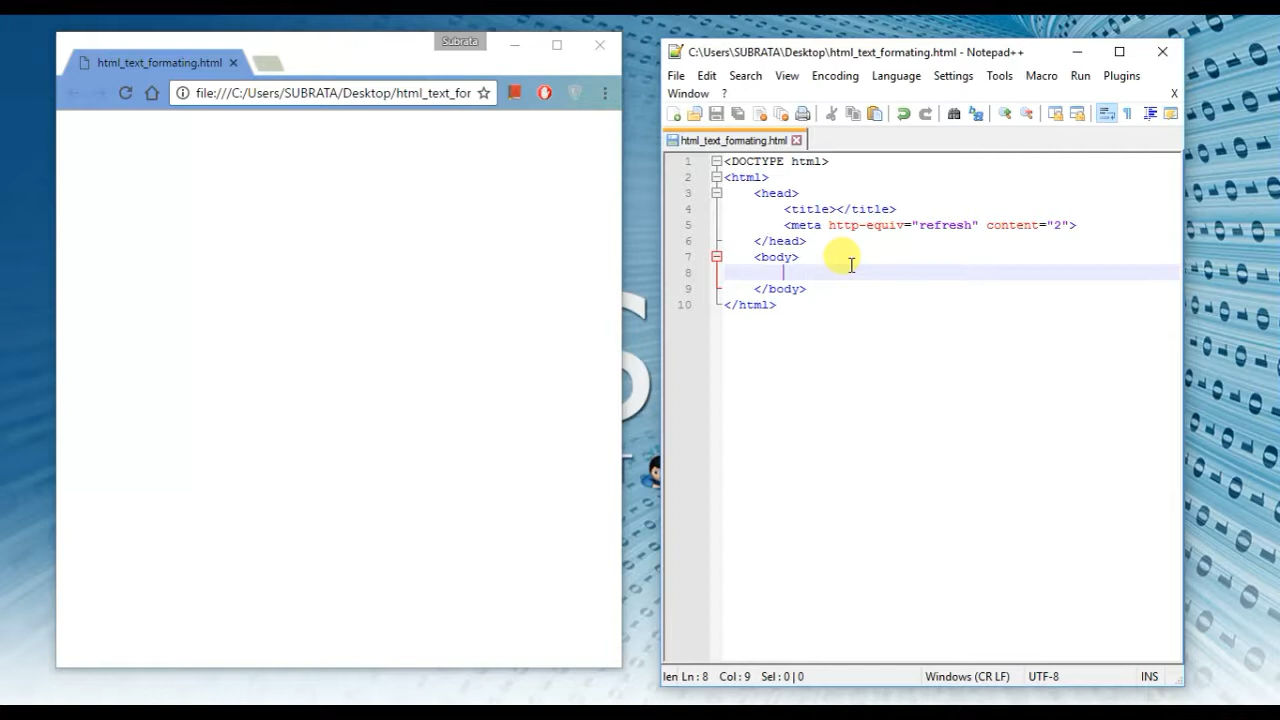 Subrata
html_text_formating.html
file:///C:/Users/SUBRATA/Desktop/html_text_for
C:\Users\SUBRATA\Desktop\html_text_formating.html - Notepad++
File Edit Search View Encoding Language Settings Tools Macro Run Plugins
Window ? X
html_text_formating.html
1 <DOCTYPE html>
2 <html>
3 <head>
4 <title></title>
5 <meta http-equiv="refresh" content="2">
6 </head>
7 <body>
8
9 </body>
10 </html>
len Ln : 8 Col : 9 Sel : 0 | 0 Windows (CR LF) UTF-8 INS